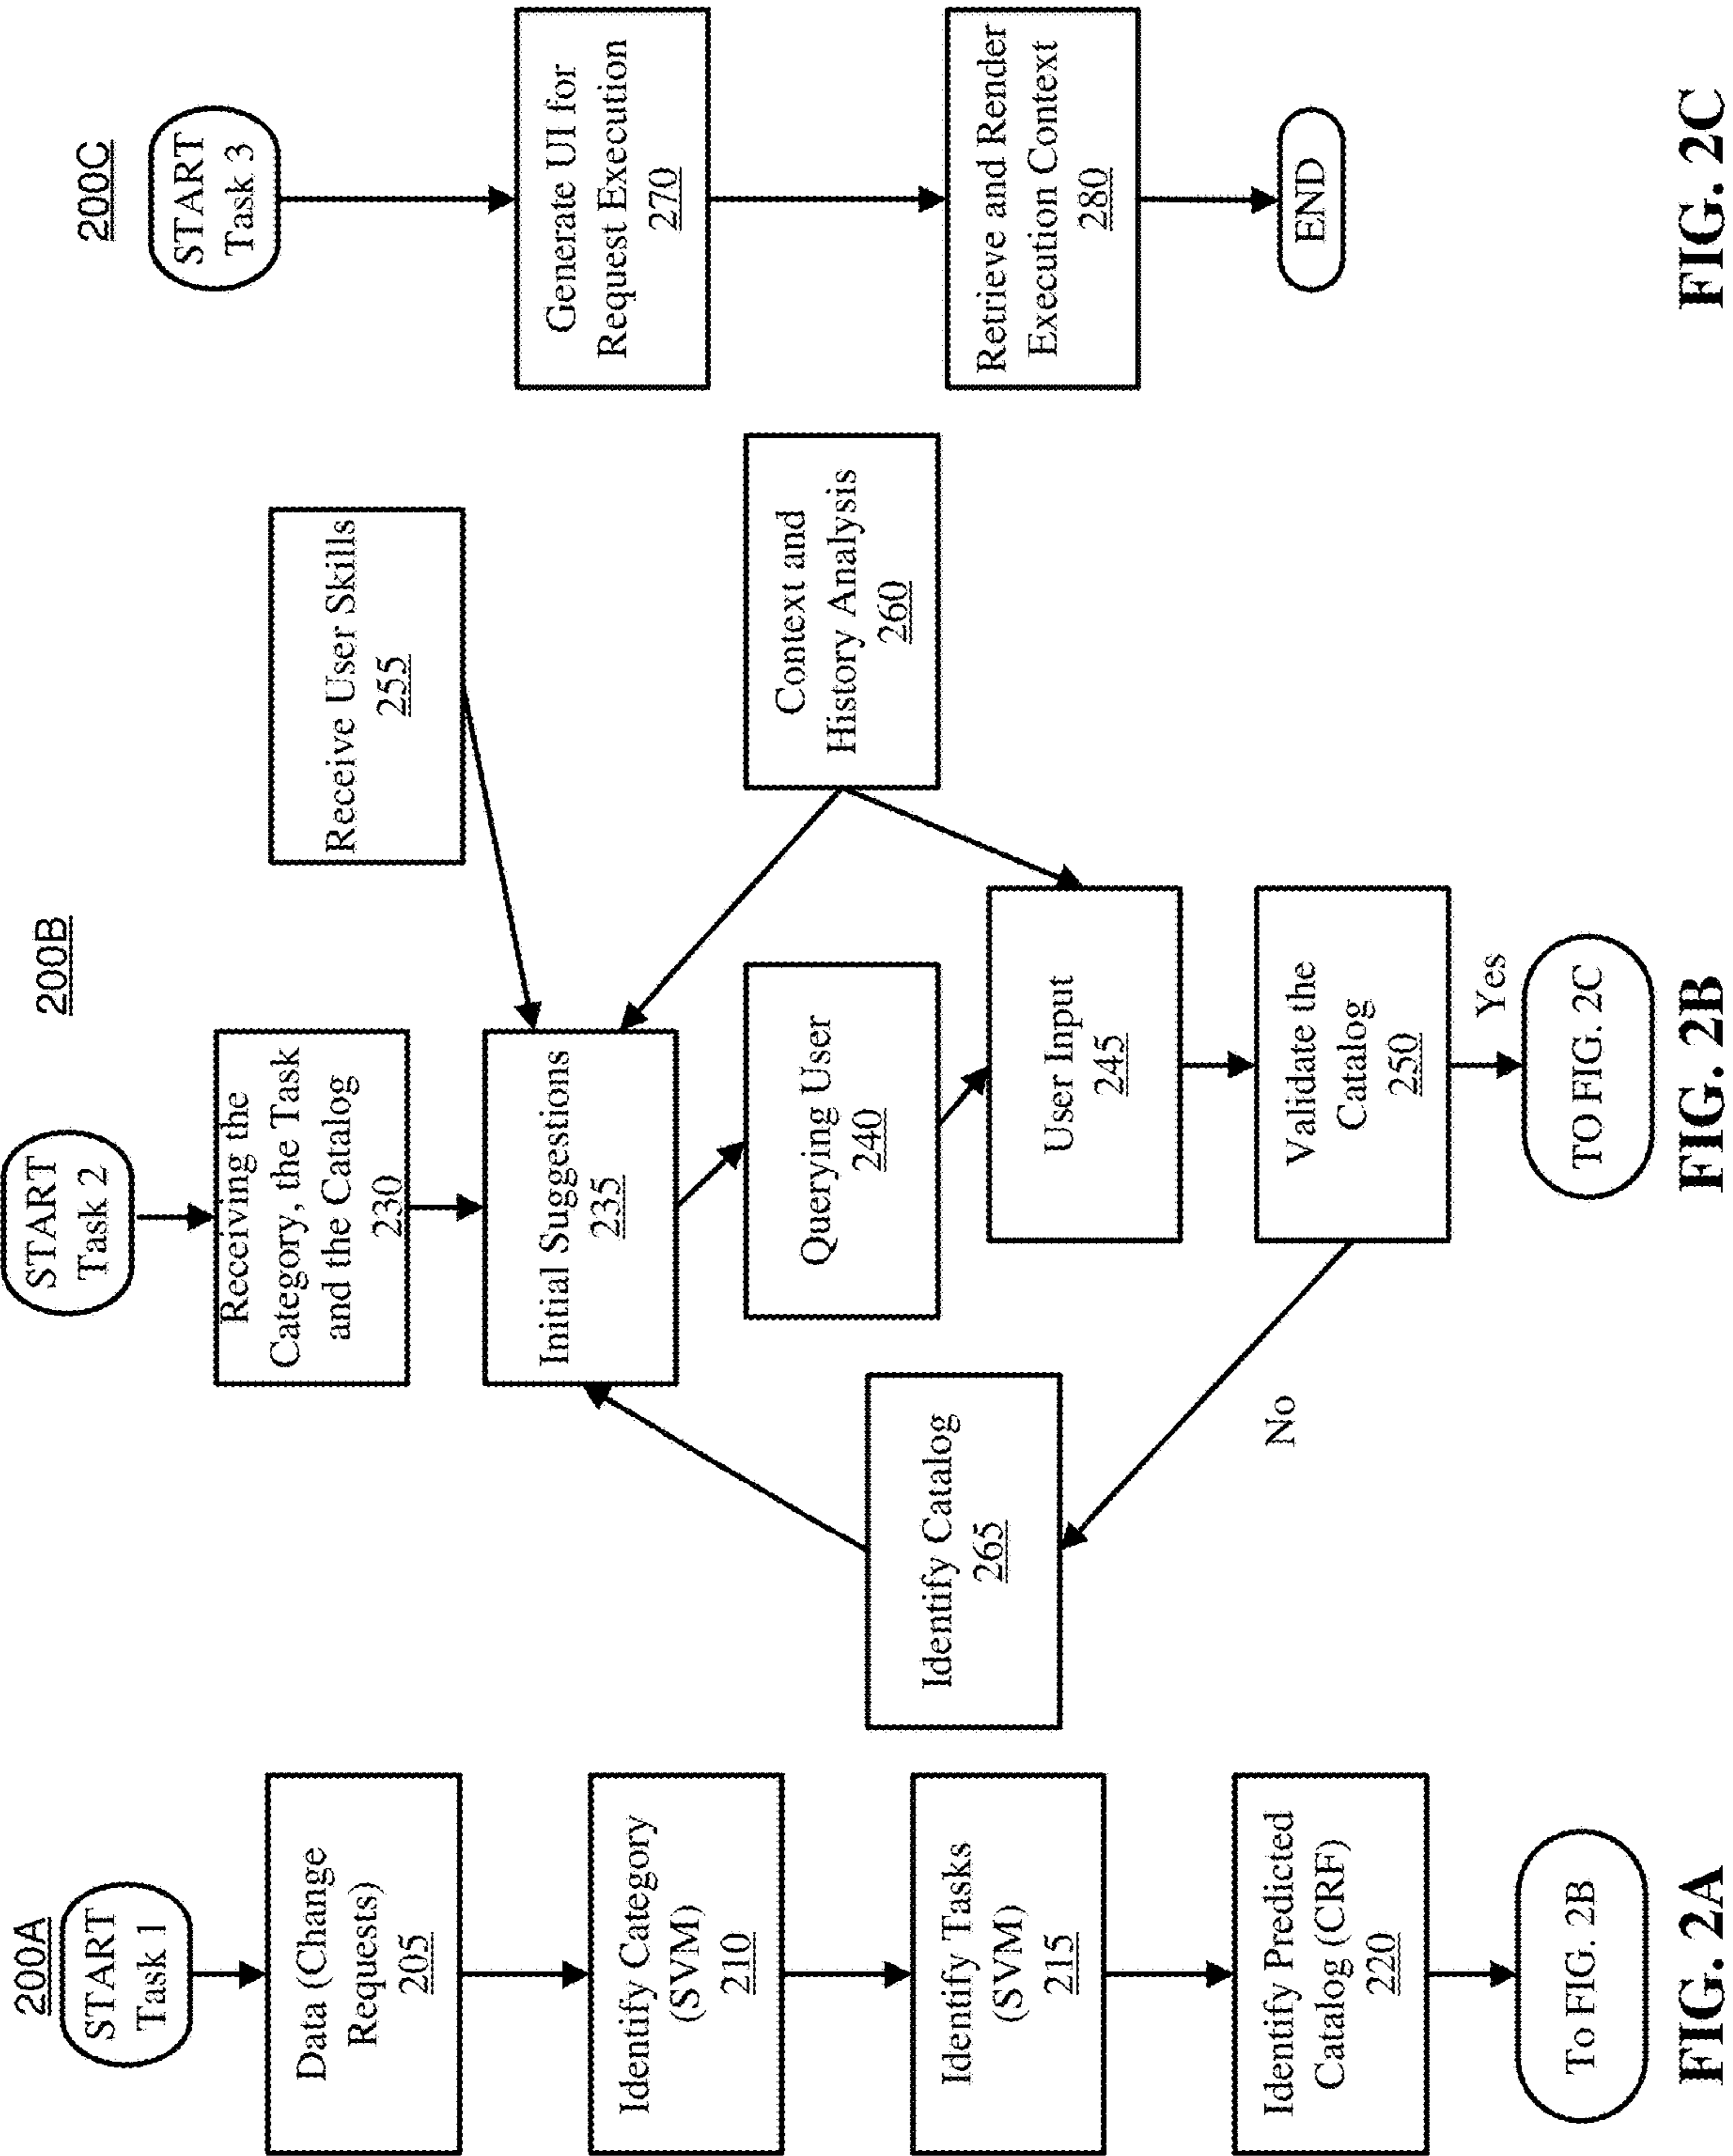 200A
START
Task 1
Data (Change
Requests)
205
Identify Category
(SVM)
210
Identify Tasks
(SVM)
215
Identify Predicted
Catalog (CRF)
220
To FIG. 2B
FIG. 2A
200B
START
Task 2
Receiving the
Category, the Task
and the Catalog
230
Initial Suggestions
235
Querying User
240
User Input
245
Validate the
Catalog
250
Yes
TO FIG. 2C
No
Identify Catalog
265
Receive User Skills
255
Context and
History Analysis
260
FIG. 2B
200C
START
Task 3
Generate UI for
Request Execution
270
Retrieve and Render
Execution Context
280
END
FIG. 2C